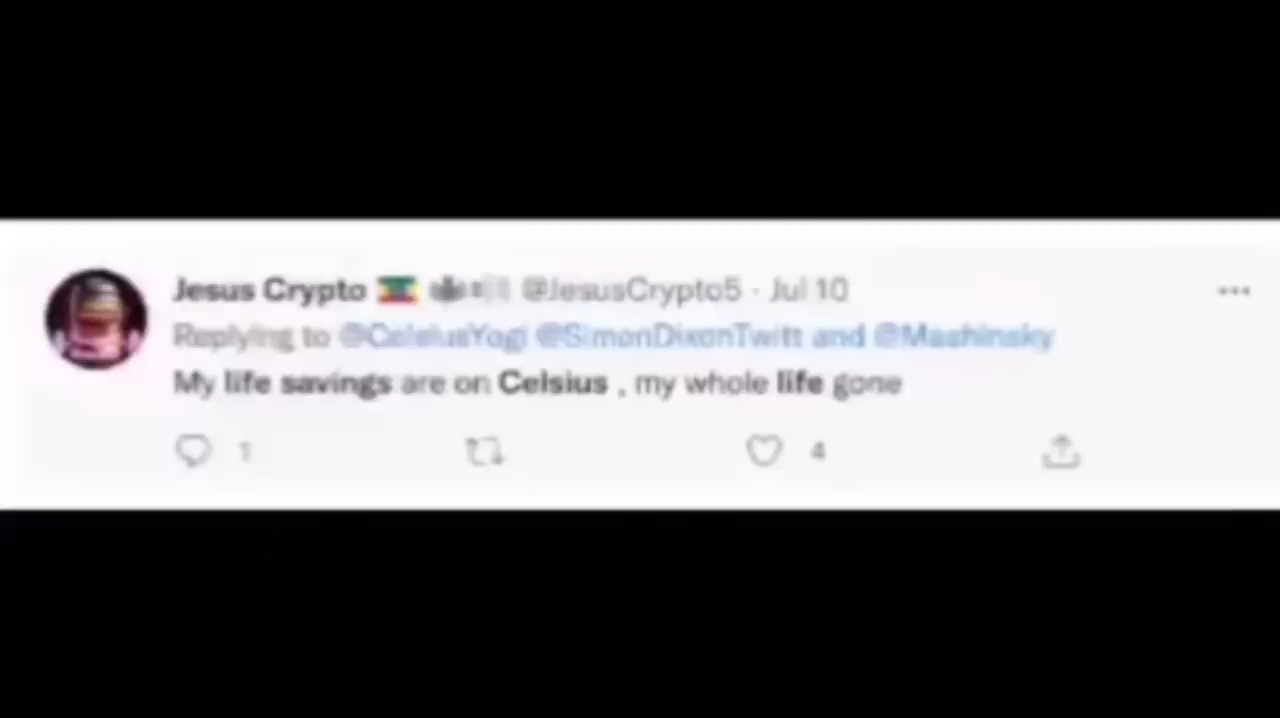 Jesus Crypto @JesusCrypto5 · Jul 10
Replying to @CelsiusYogi @SimonDixonTwitt and @Mashinsky
My life savings are on Celsius , my whole life gone
1 4